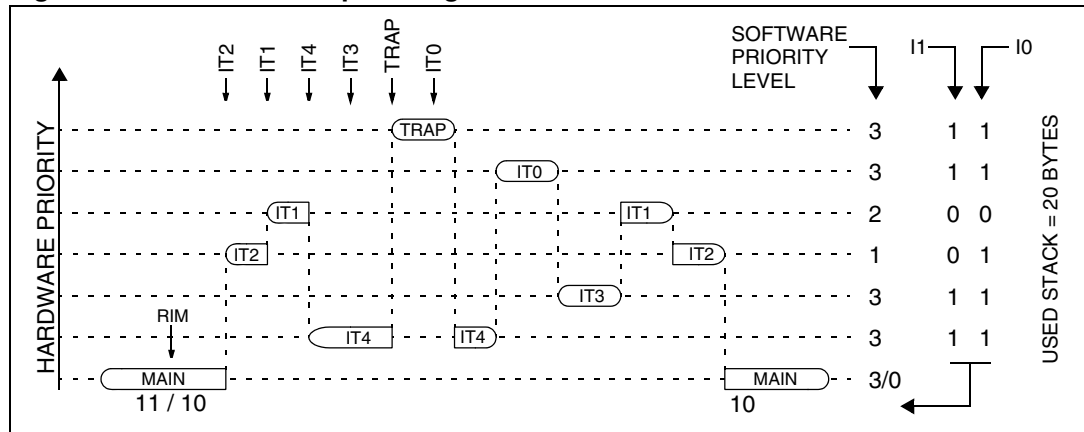 IT2
IT1
IT4
IT3
TRAP
IT0
SOFTWARE
PRIORITY
LEVEL
I1
I0
HARDWARE PRIORITY
TRAP
3
1 1
IT0
3
1 1
IT1
IT1
2
0 0
IT2
IT2
1
0 1
IT3
3
1 1
RIM
IT4
IT4
3
1 1
MAIN
MAIN
3/0
11 / 10
10
USED STACK = 20 BYTES